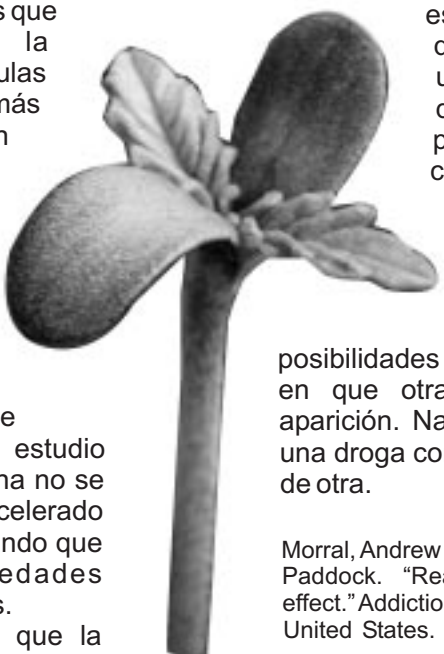 s que
la
ulas
más
n
e
estudio
na no se
celerado
ndo que
edades
s.
que la
es
c
u
c
p
c
posibilidades
en que otra
aparición. Na
una droga co
de otra.
Morral, Andrew
Paddock. “Rea
effect.” Addictio
United States.